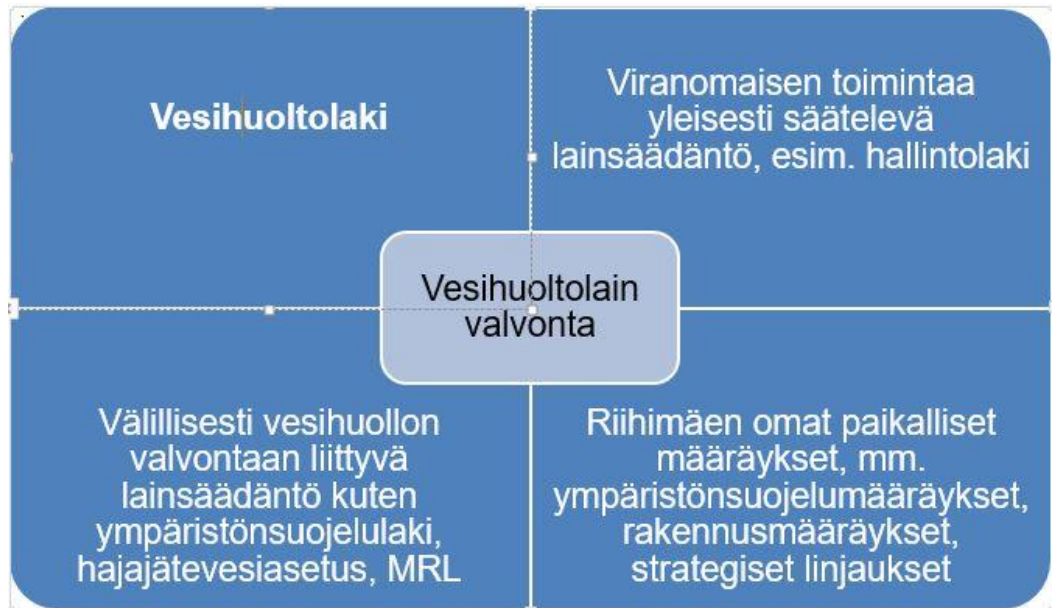 Vesihuoltolaki
Viranomaisen toimintaa
yleisesti säätelevä
lainsäädäntö, esim. hallintolaki
Vesihuoltolain
valvonta
Välillisesti vesihuollon
valvontaan liittyvä
lainsäädäntö kuten
ympäristönsuojelulaki,
hajajätevesiasetus, MRL
Riihimäen omat paikalliset
määräykset, mm.
ympäristönsuojelumääräykset,
rakennusmääräykset,
strategiset linjaukset